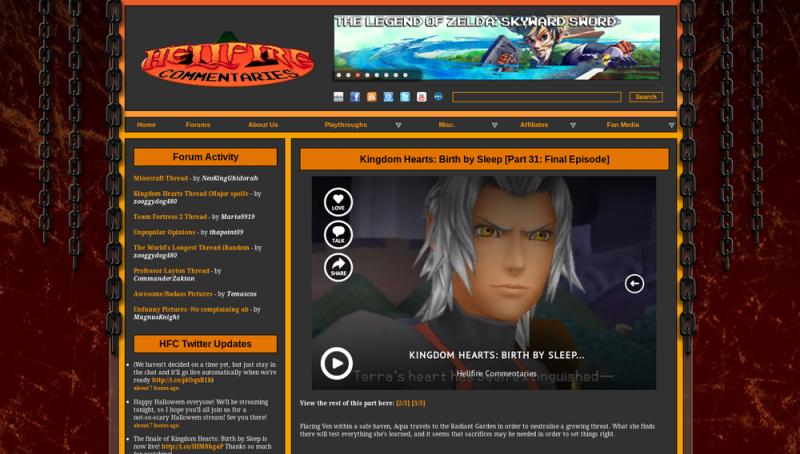 THE LEGEND OF ZELDA: SKYWARD SWORD
HELLFIRE
COMMENTARIES
Search
Home
Forums
About Us
Playthroughs
Misc.
Affiliates
Fan Media
Forum Activity
Minecraft Thread - by NeoKingGhidorah
Kingdom Hearts Thread (Major spoile - by
zooggydog480
Team Fortress 2 Thread - by Mario9919
Unpopular Opinions - by thapoint09
The World's Longest Thread (Random - by
zooggydog480
Professor Layton Thread - by
CommanderZaktan
Awesome/Badass Pictures - by Temascos
Unfunny Pictures -No complaining ab - by
MagnusKnight
HFC Twitter Updates
(We haven't decided on a time yet, but just stay in
the chat and it'll go live automatically when we're
ready
about 7 hours ago
Happy Halloween everyone! We'll be streaming
tonight, so I hope you'll all join us for a
not-so-scary Halloween stream! See you there!
about 7 hours ago
The finale of Kingdom Hearts: Birth by Sleep is
now live! http://t.co/IHM8hgaP Thanks so much
Kingdom Hearts: Birth by Sleep [Part 31: Final Episode]
LOVE
TALK
SHARE
KINGDOM HEARTS: BIRTH BY SLEEP...
Hellfire Commentaries
Terra's heart has been extinguished—
View the rest of this part here: [2/3] [3/3]
Placing Ven within a safe haven, Aqua travels to the Radiant Garden in order to neutralise a growing threat. What she finds
there will test everything she's learned, and it seems that sacrifices may be needed in order to set things right.